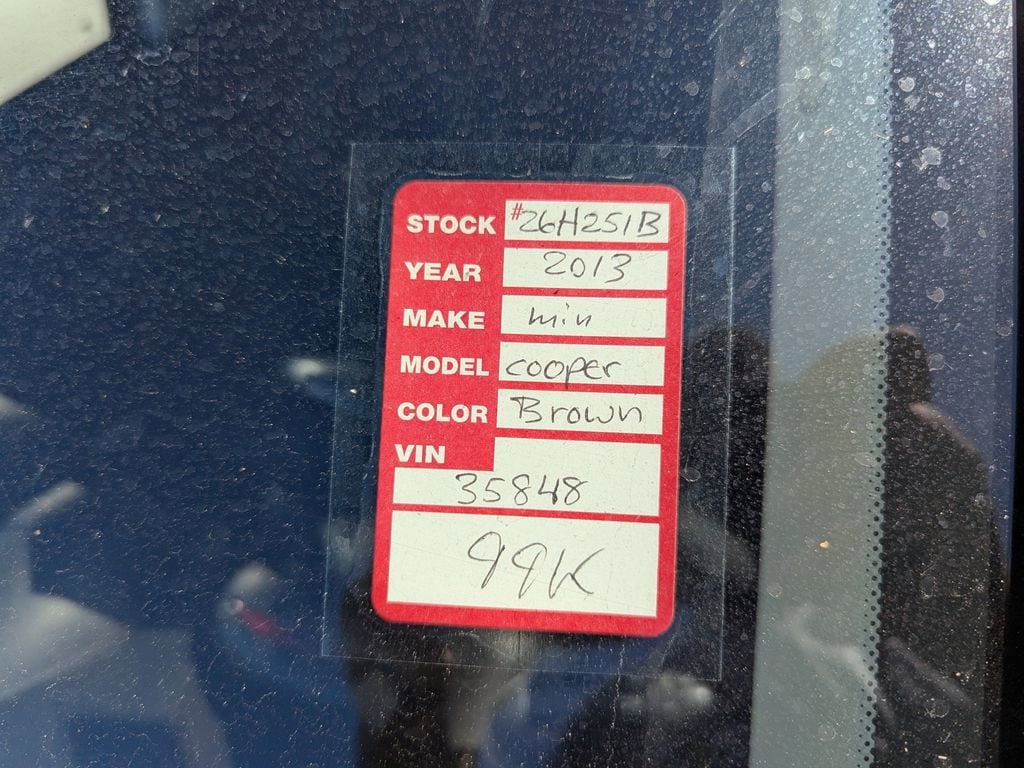 STOCK #26H251B
YEAR 2013
MAKE min
MODEL cooper
COLOR Brown
VIN
35848
99K